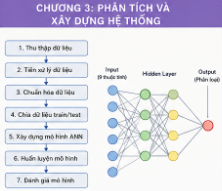 CHƯƠNG 3: PHÂN TÍCH VÀ
XÂY DỰNG HỆ THỐNG
1. Thu thập dữ liệu
2. Tiền xử lý dữ liệu
3. Chuẩn hóa dữ liệu
4. Chia dữ liệu train/test
5. Xây dựng mô hình ANN
6. Huấn luyện mô hình
7. Đánh giá mô hình
Input
(9 thuộc tính)
Hidden Layer
Output
(Phân loại)